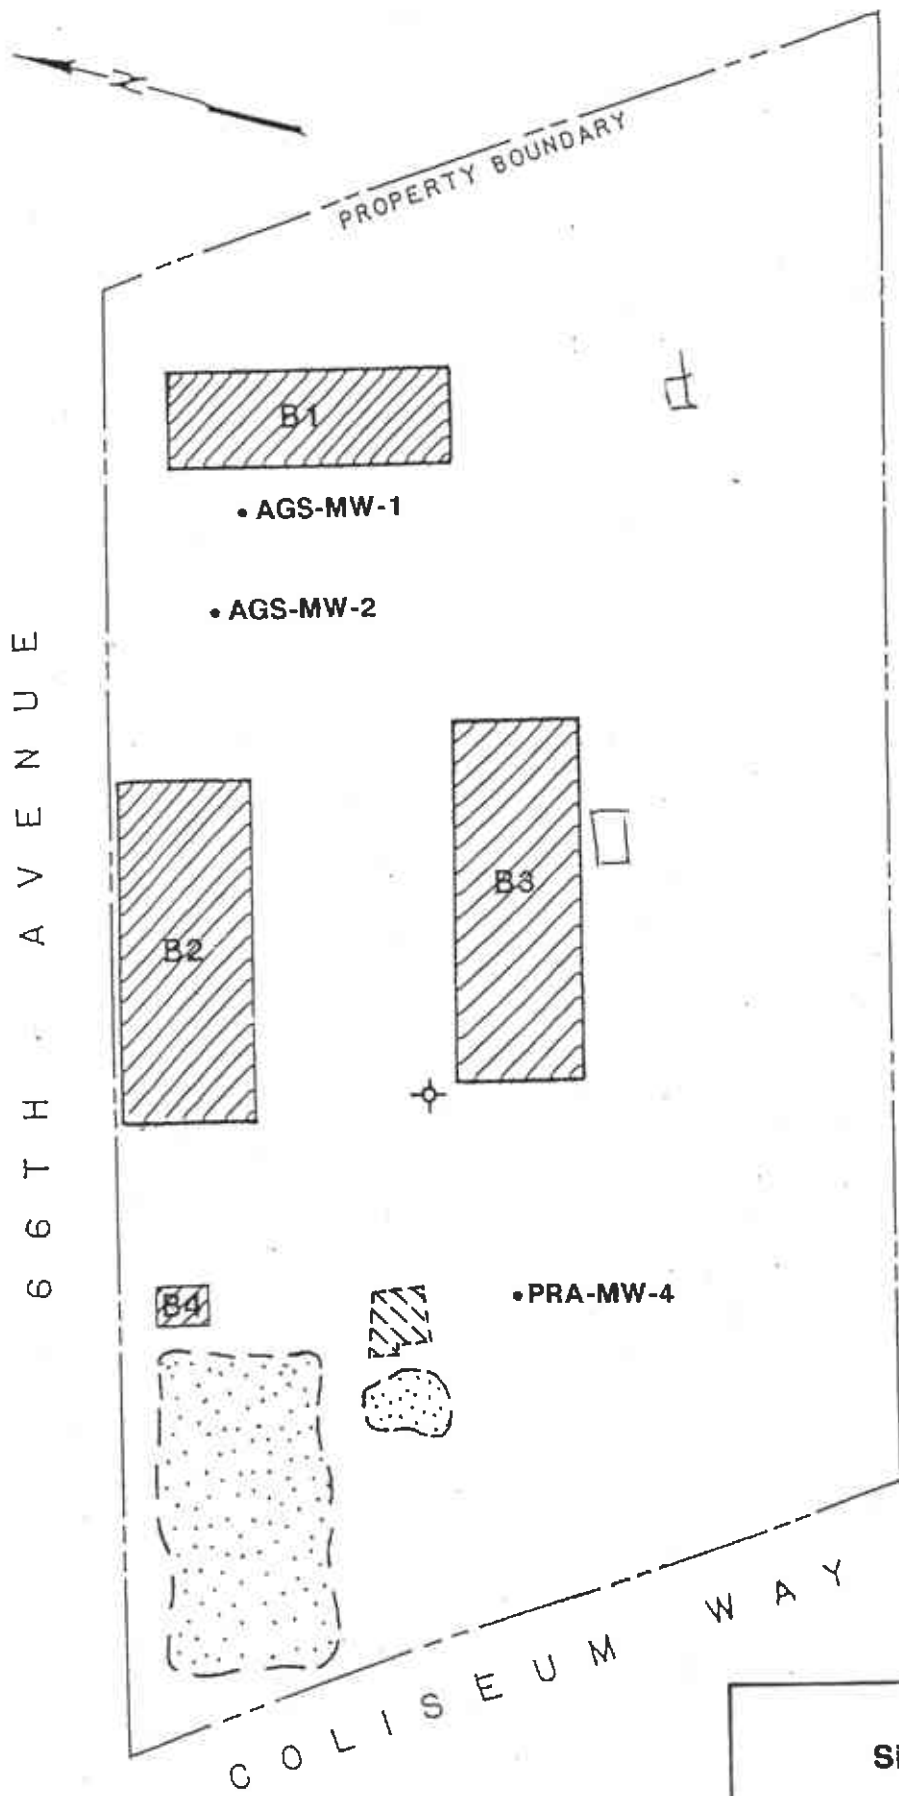 N
PROPERTY BOUNDARY
B1
AGS-MW-1
AGS-MW-2
66TH AVENUE
B3
B2
B4
PRA-MW-4
COLISEUM WAY